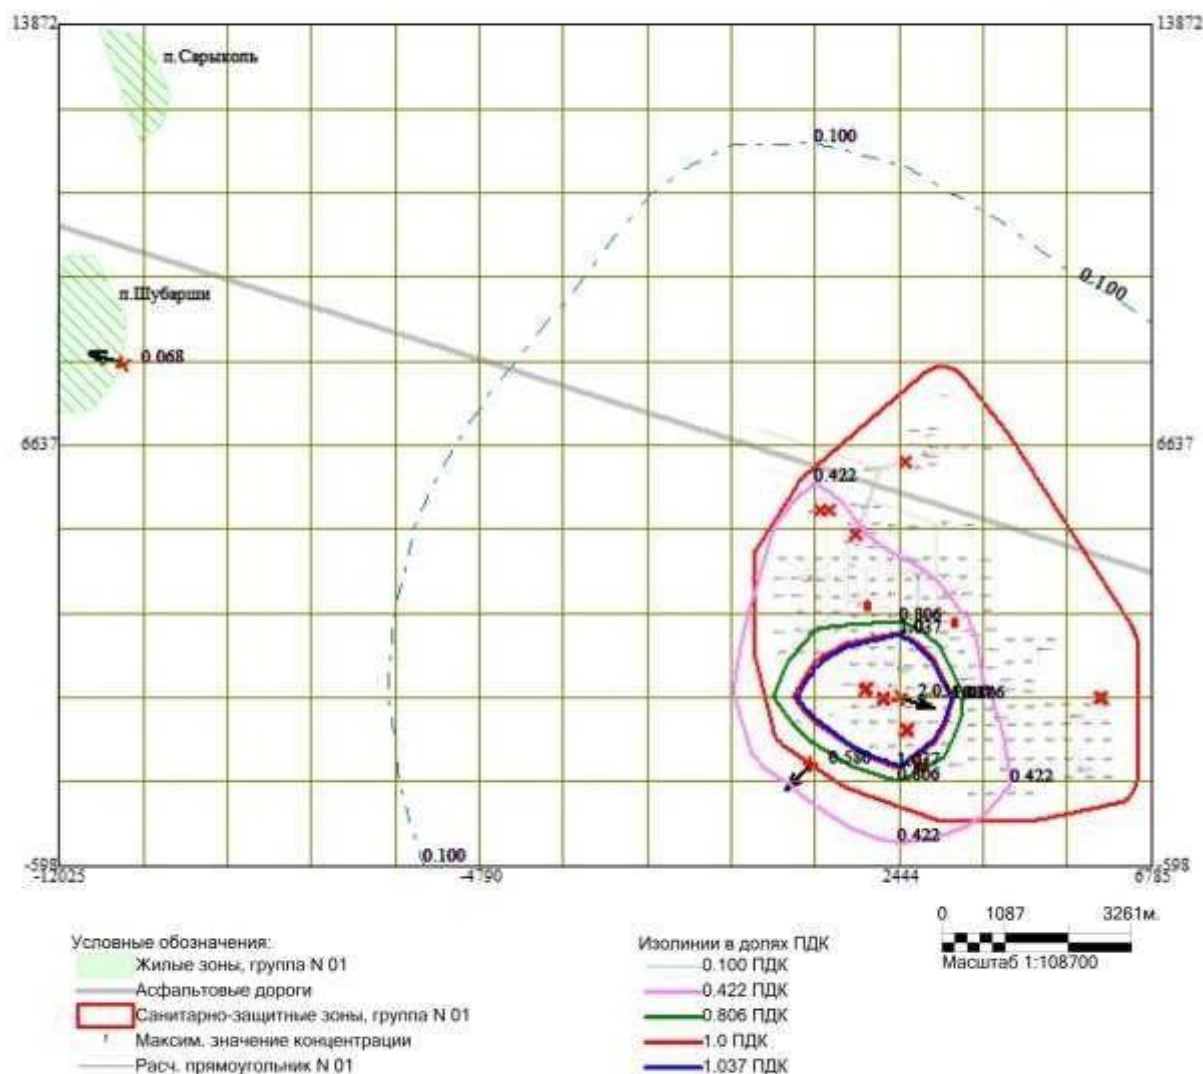 13872
13872
п.Сарыколь
0.100
0.100
п.Шубарши
0.068
6637
6637
0.422
0.806
1.037
0.580
1.037
0.806
0.422
0.422
0.100
-598
-598
-12025
-4790
2444
6785
0 1087 3261м.
Масштаб 1:108700
Условные обозначения:
Жилые зоны, группа N 01
Асфальтовые дороги
Санитарно-защитные зоны, группа N 01
Максим. значение концентрации
Расч. прямоугольник N 01
Изолинии в долях ПДК
0.100 ПДК
0.422 ПДК
0.806 ПДК
1.0 ПДК
1.037 ПДК